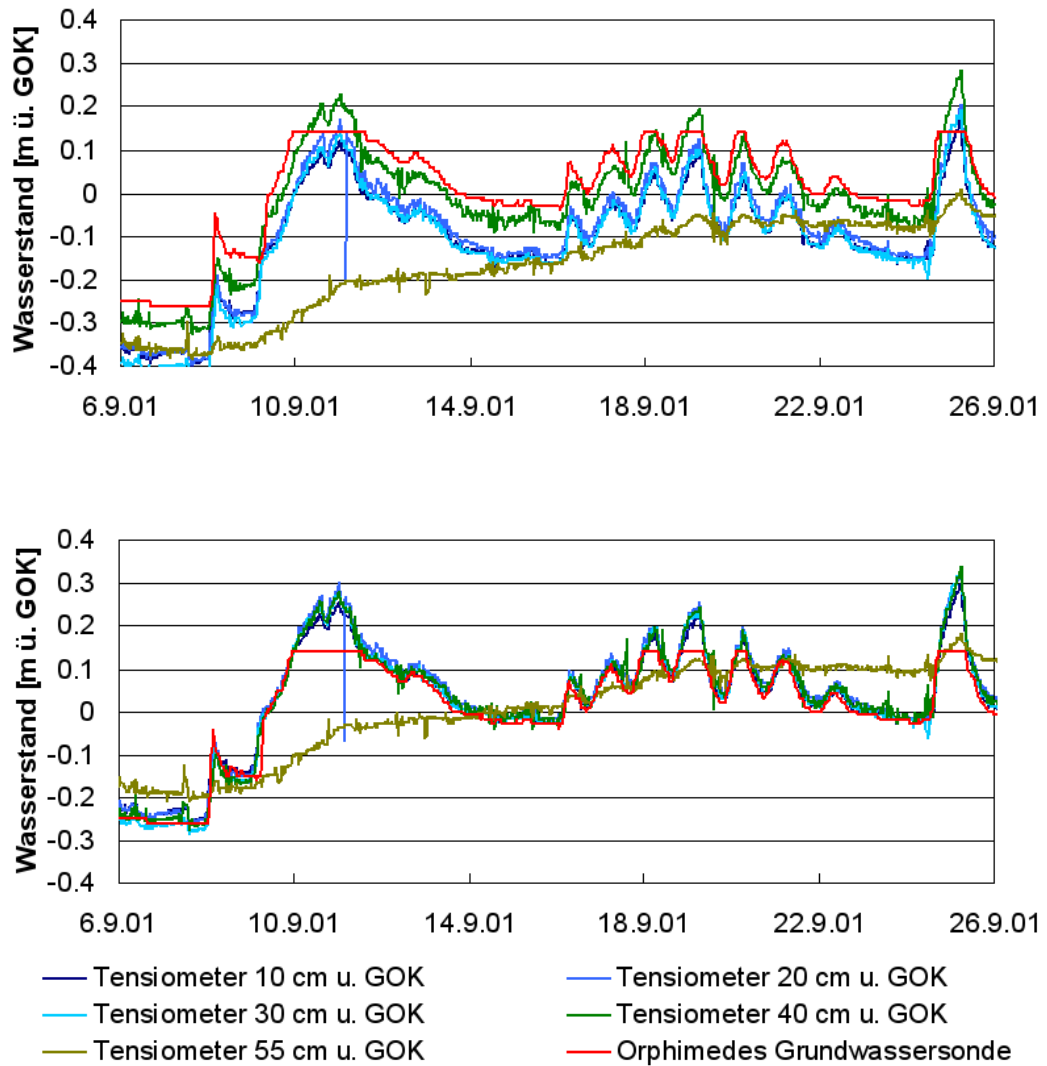 Wasserstand [m ü. GOK]
0.4
0.3
0.2
0.1
0
-0.1
-0.2
-0.3
-0.4
6.9.01 10.9.01 14.9.01 18.9.01 22.9.01 26.9.01
Wasserstand [m ü. GOK]
0.4
0.3
0.2
0.1
0
-0.1
-0.2
-0.3
-0.4
6.9.01 10.9.01 14.9.01 18.9.01 22.9.01 26.9.01
Tensiometer 10 cm u. GOK Tensiometer 20 cm u. GOK
Tensiometer 30 cm u. GOK Tensiometer 40 cm u. GOK
Tensiometer 55 cm u. GOK Orphimedes Grundwassersonde